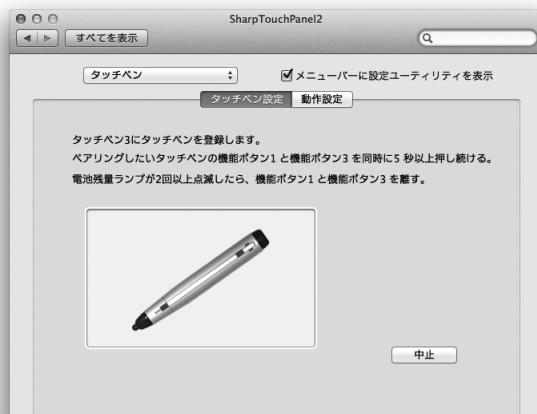 SharpTouchPanel2
すべてを表示
タッチペン
メニューバーに設定ユーティリティを表示
タッチペン設定 動作設定
タッチペン3にタッチペンを登録します。
ペアリングしたいタッチペンの機能ボタン1 と機能ボタン3 を同時に5 秒以上押し続ける。
電池残量ランプが2回以上点滅したら、機能ボタン1 と機能ボタン3 を離す。
中止